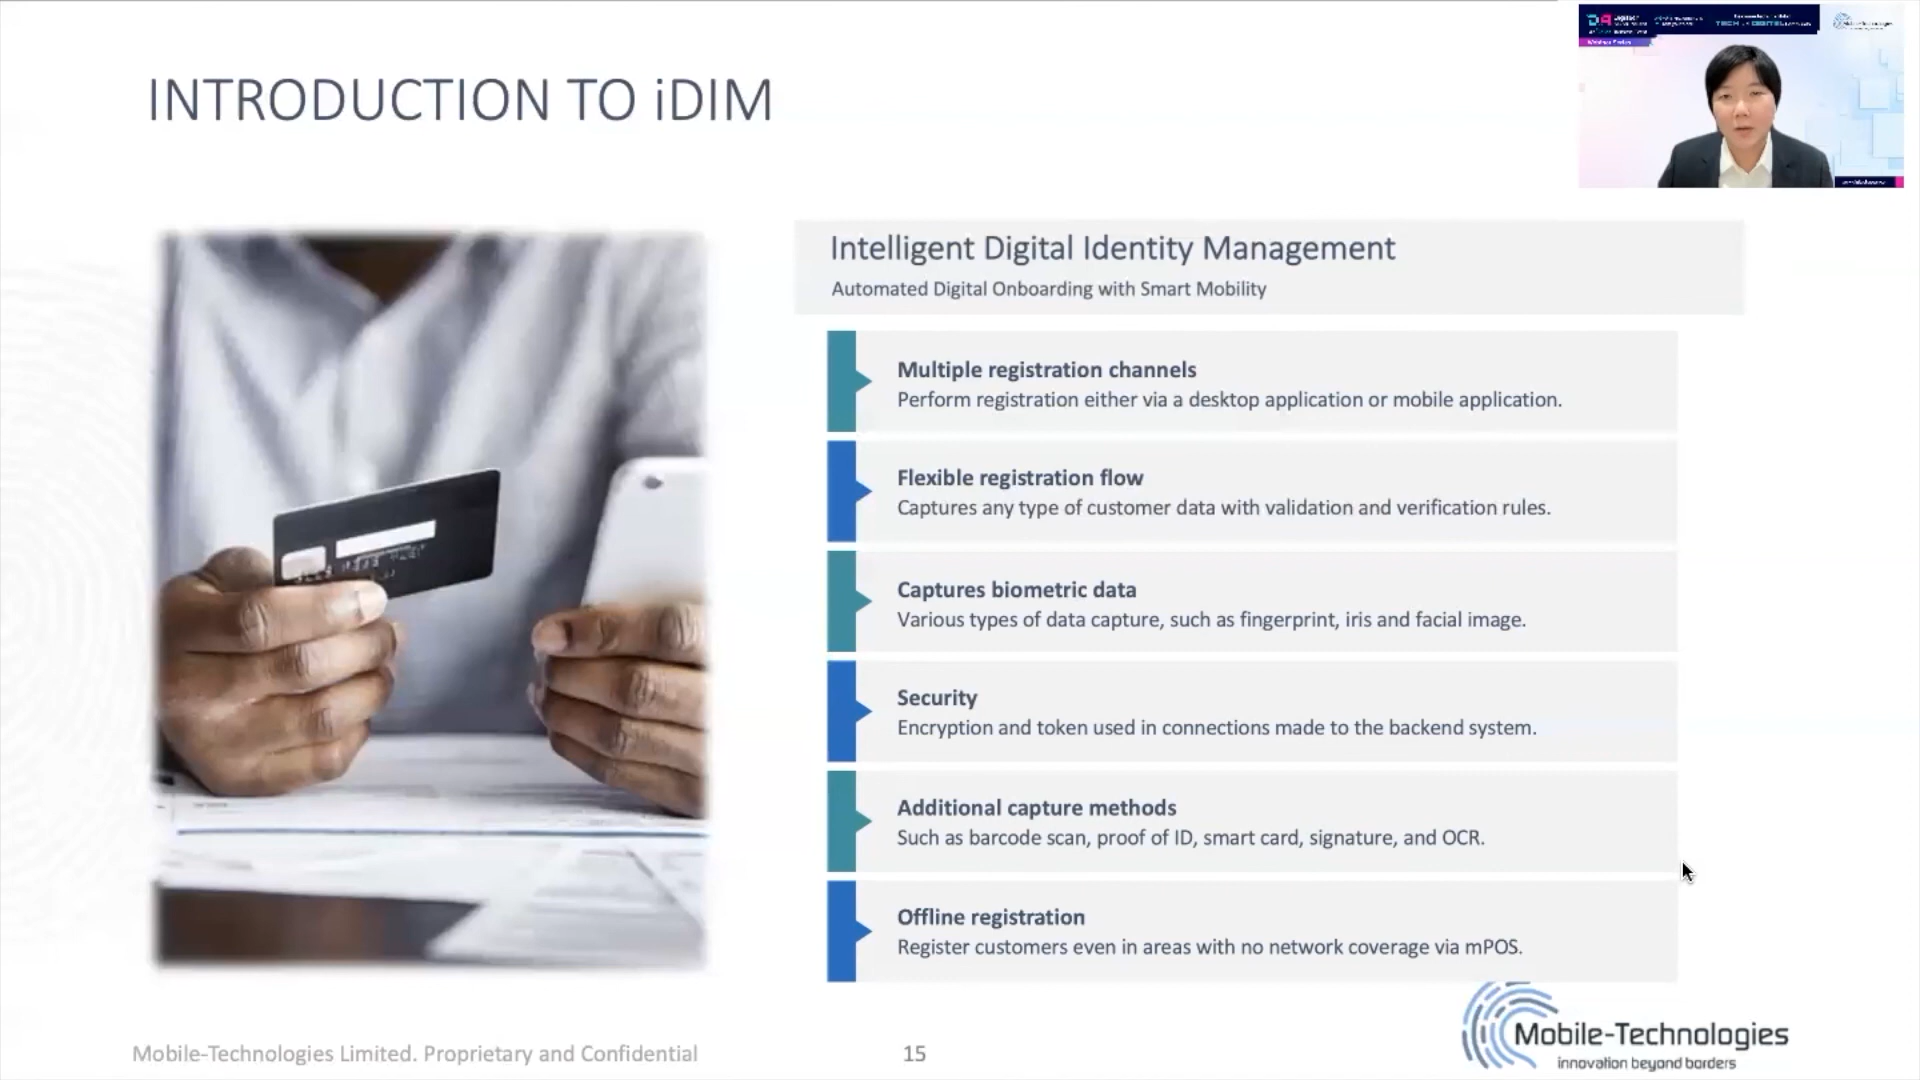 INTRODUCTION TO iDIM
Webinar Series
Intelligent Digital Identity Management
Automated Digital Onboarding with Smart Mobility
Multiple registration channels
Perform registration either via a desktop application or mobile application.
Flexible registration flow
Captures any type of customer data with validation and verification rules.
Captures biometric data
Various types of data capture, such as fingerprint, iris and facial image.
Security
Encryption and token used in connections made to the backend system.
Additional capture methods
Such as barcode scan, proof of ID, smart card, signature, and OCR.
Offline registration
Register customers even in areas with no network coverage via mPOS.
Mobile-Technologies Limited. Proprietary and Confidential
15
Mobile-Technologies
innovation beyond borders